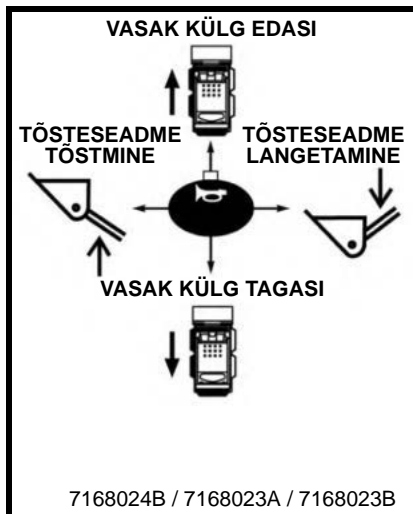 VASAK KÜLG EDASI
TÕSTESEADME
TÕSTMINE
TÕSTESEADME
LANGETAMINE
VASAK KÜLG TAGASI
7168024B / 7168023A / 7168023B